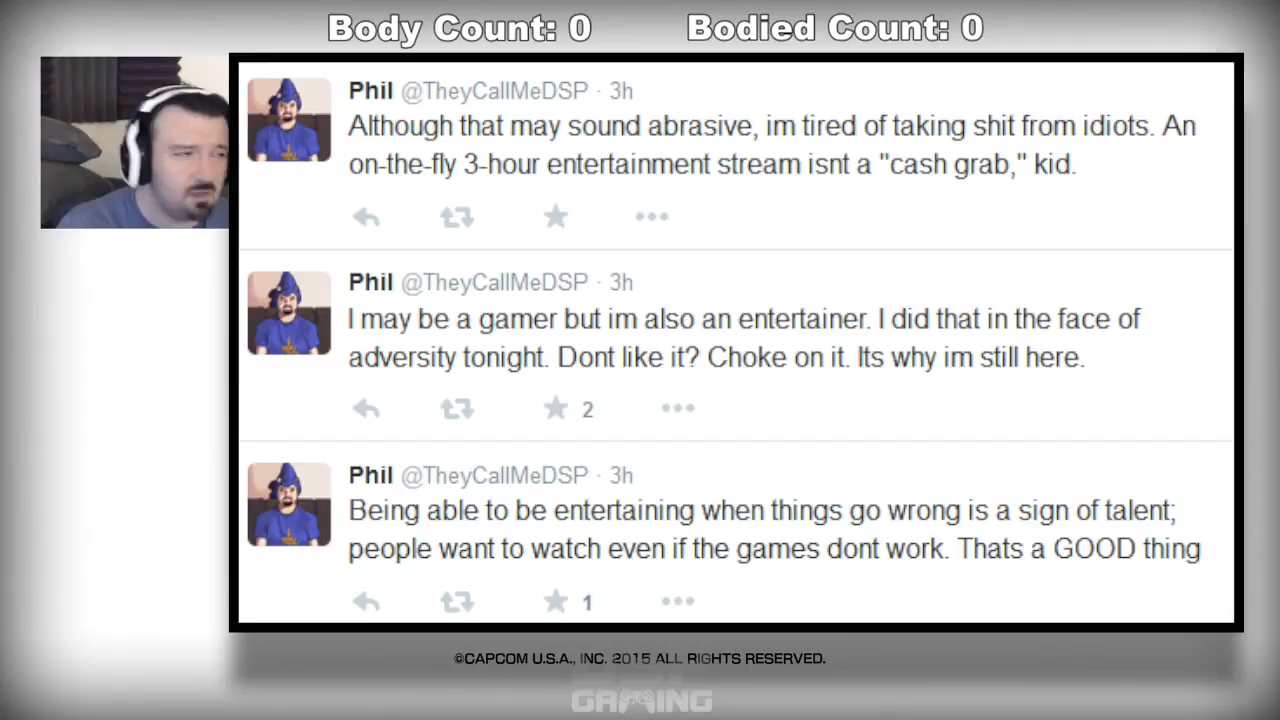 Body Count: 0 Bodied Count: 0
Phil @TheyCallMeDSP · 3h
Although that may sound abrasive, im tired of taking shit from idiots. An
on-the-fly 3-hour entertainment stream isnt a "cash grab," kid.
Phil @TheyCallMeDSP · 3h
I may be a gamer but im also an entertainer. I did that in the face of
adversity tonight. Dont like it? Choke on it. Its why im still here.
2
Phil @TheyCallMeDSP · 3h
Being able to be entertaining when things go wrong is a sign of talent;
people want to watch even if the games dont work. Thats a GOOD thing
1
©CAPCOM U.S.A., INC. 2015 ALL RIGHTS RESERVED.
GAMING